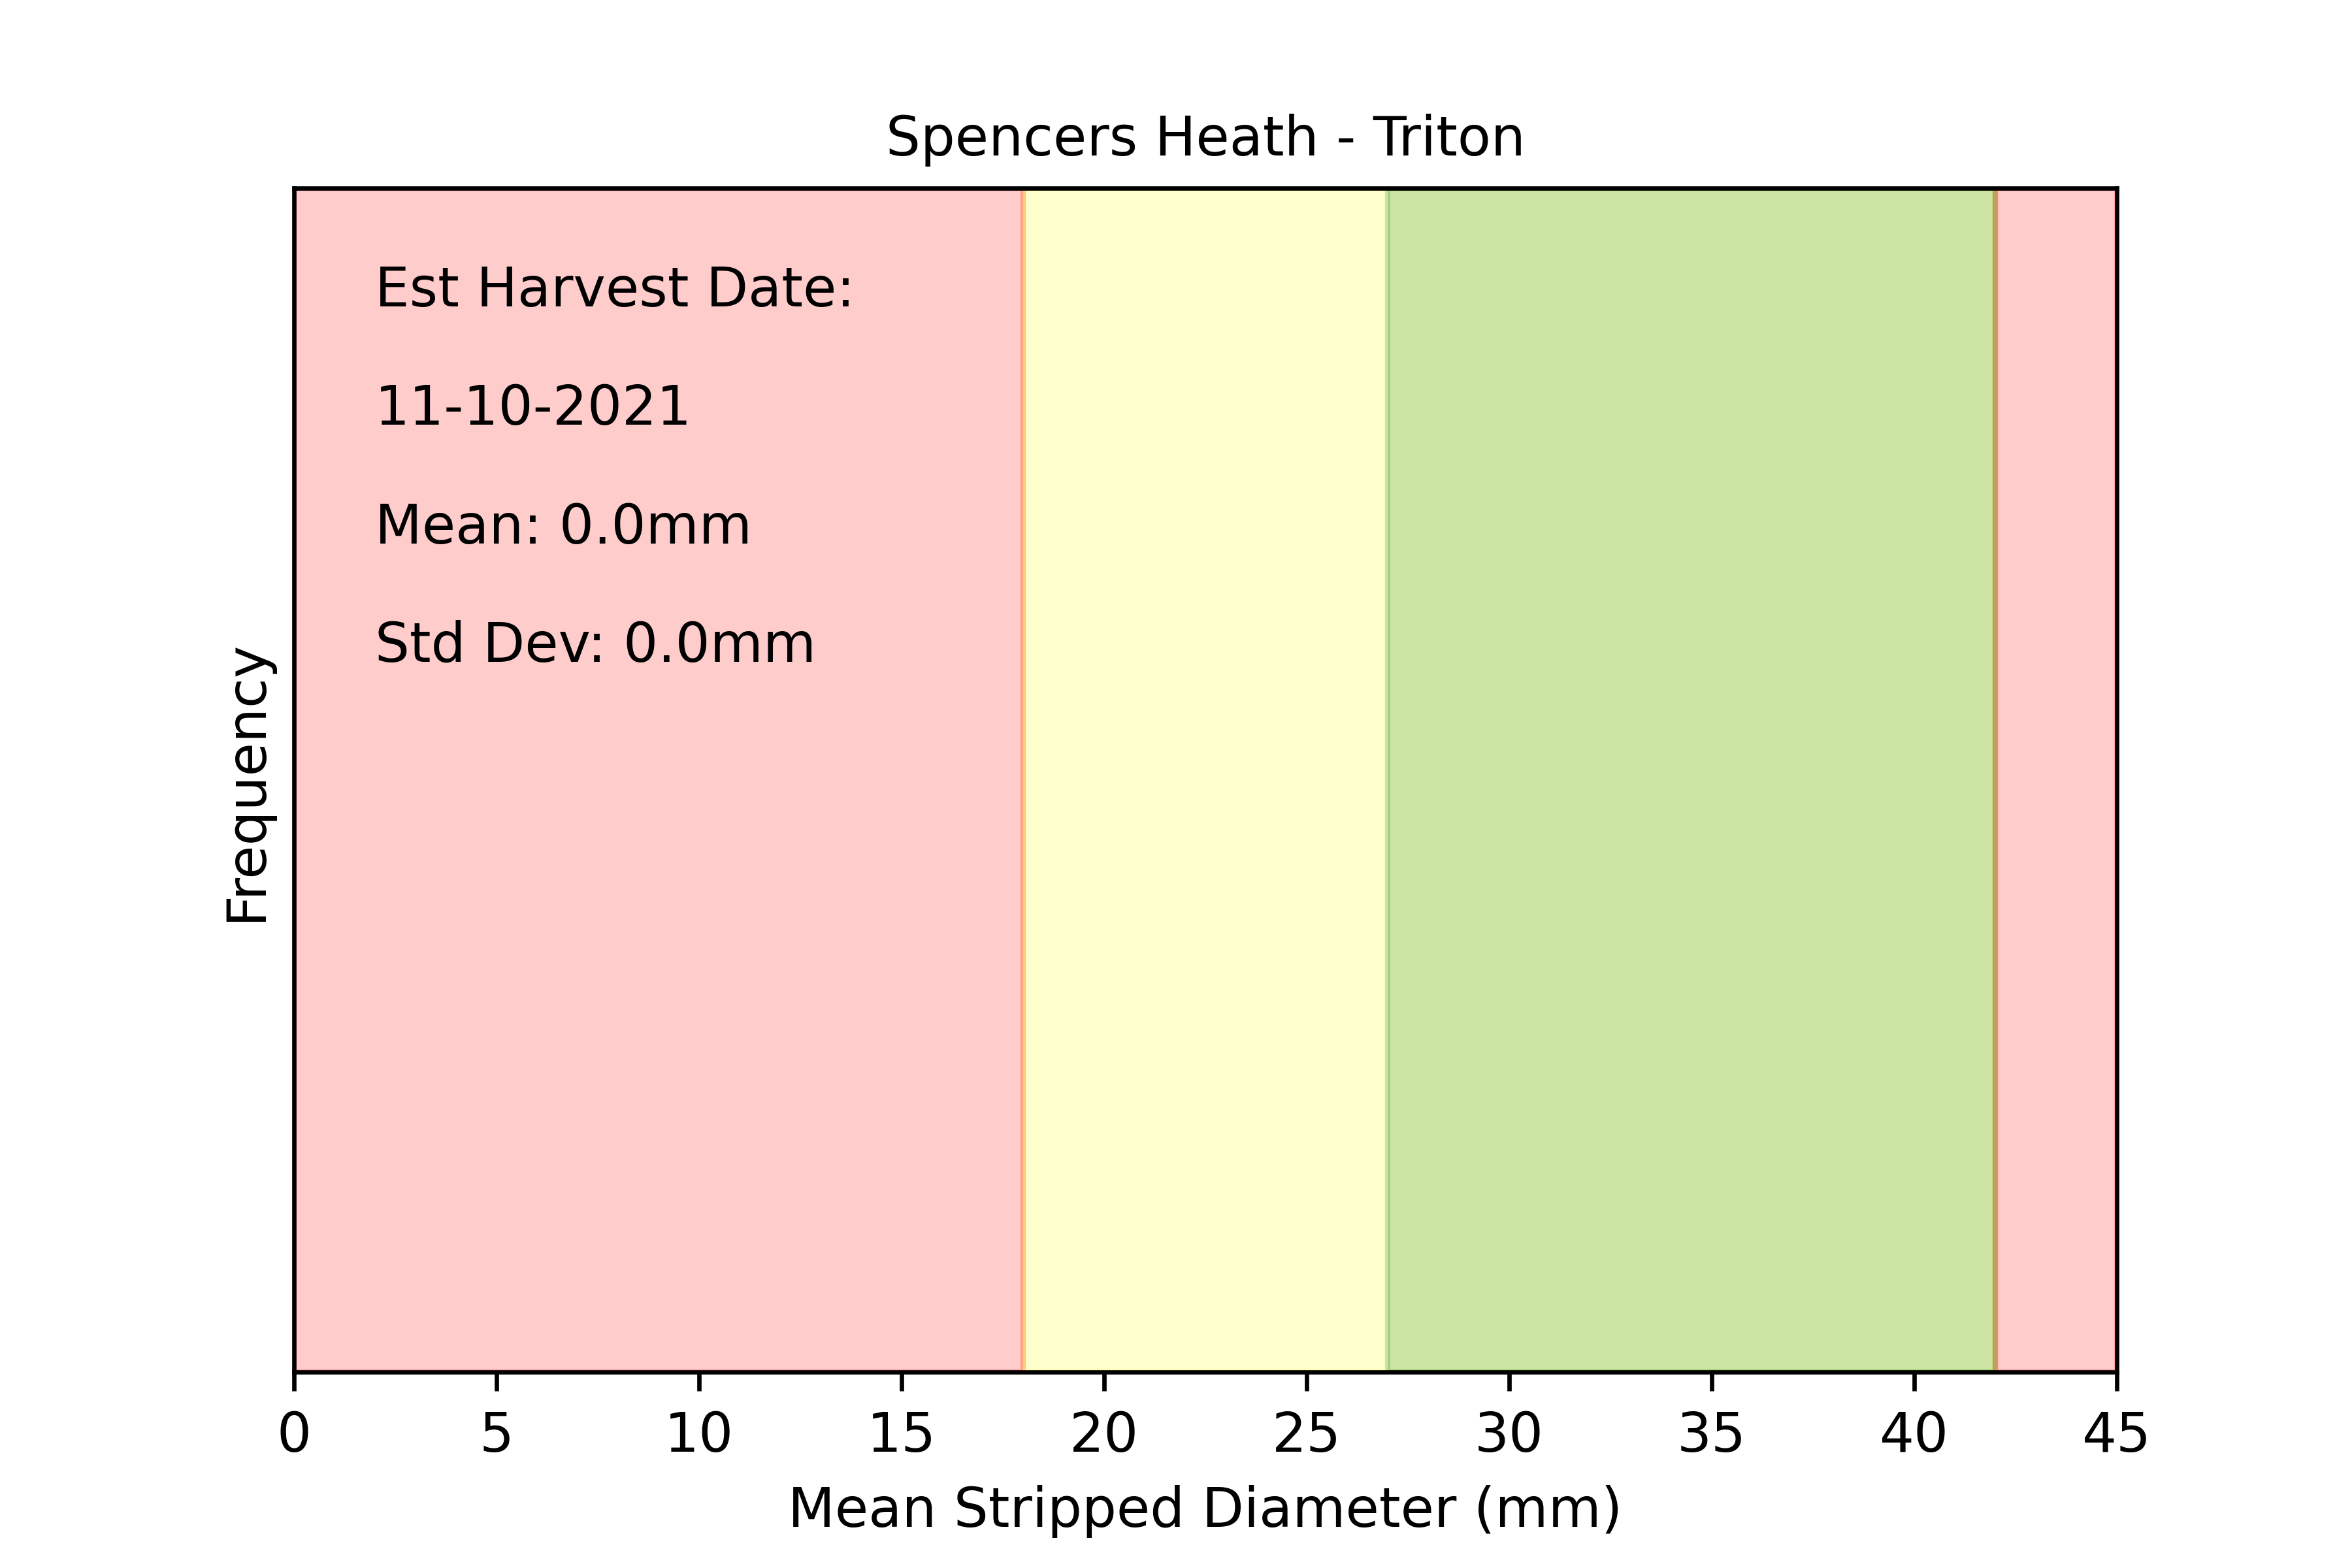 Spencers Heath - Triton
Est Harvest Date:
11-10-2021
Mean: 0.0mm
Std Dev: 0.0mm
Frequency
0 5 10 15 20 25 30 35 40 45
Mean Stripped Diameter (mm)